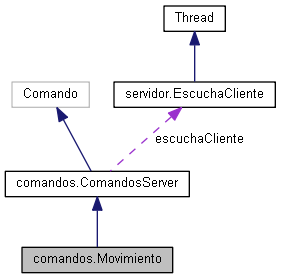 Thread
Comando
servidor.EscuchaCliente
escuchaCliente
comandos.ComandosServer
comandos.Movimiento